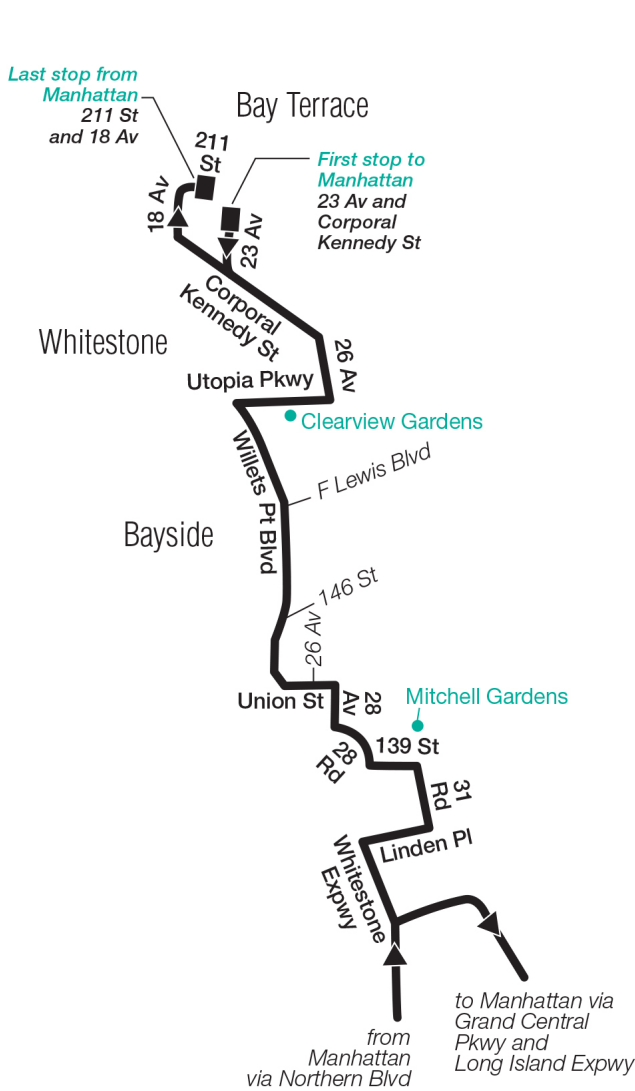 Last stop from
Manhattan
211 St
and 18 Av
Bay Terrace
211
St
First stop to
Manhattan
23 Av and
Corporal
Kennedy St
18 Av
23 Av
Corporal
Kennedy St
Whitestone
26 Av
Utopia Pkwy
Clearview Gardens
Willets Pt Blvd
F Lewis Blvd
Bayside
146 St
26 Av
Union St
28
Av
Mitchell Gardens
28
Rd
139 St
31
Rd
Linden Pl
Whitestone
Expwy
to Manhattan via
Grand Central
Pkwy and
Long Island Expwy
from
Manhattan
via Northern Blvd